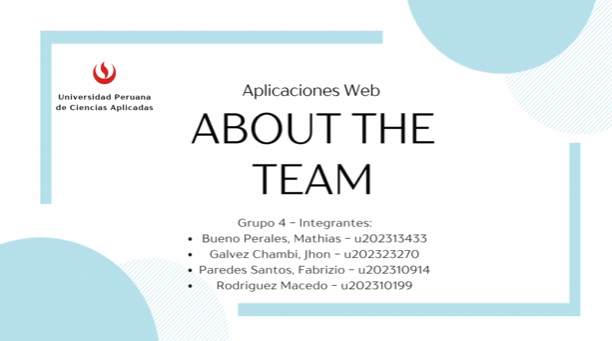 Universidad Peruana
de Ciencias Aplicadas
Aplicaciones Web
ABOUT THE
TEAM
Grupo 4 - Integrantes:
• Bueno Perales, Mathias - u202313433
• Galvez Chambi, Jhon - u202323270
• Paredes Santos, Fabrizio - u202310914
• Rodriguez Macedo - u202310199